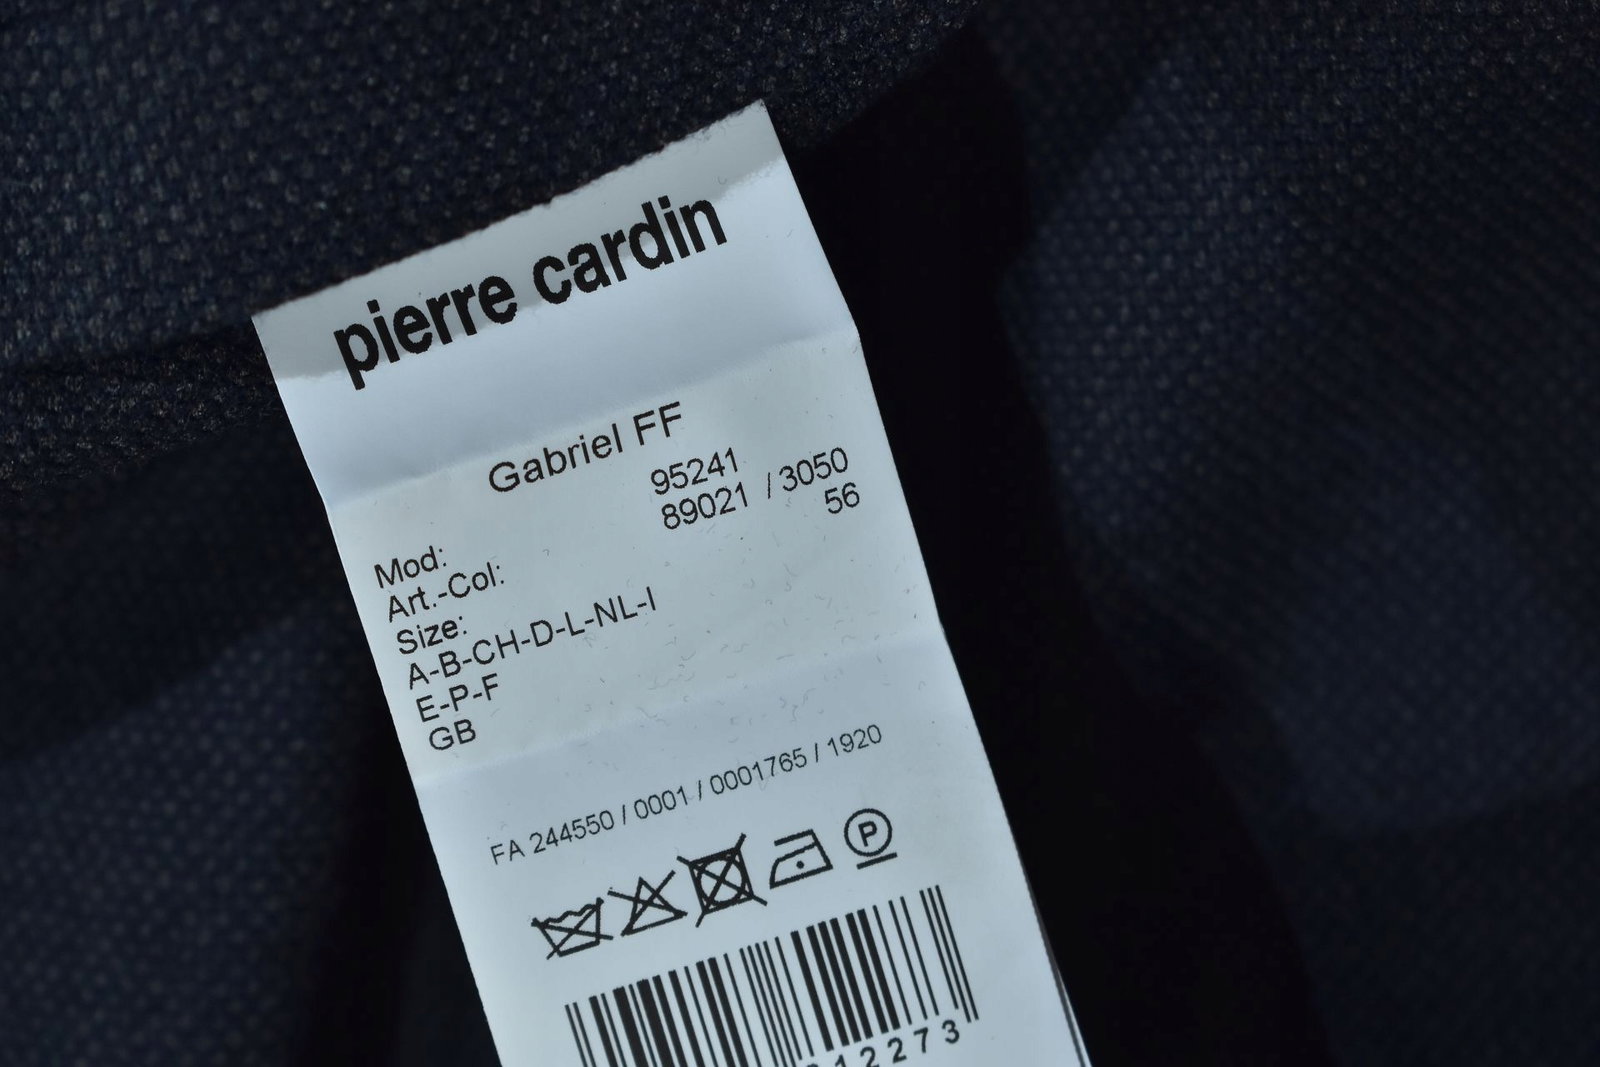 pierre cardin
Gabriel FF
Mod: 95241
Art.-Col: 89021 / 3050
Size: 56
A-B-CH-D-L-NL-I
E-P-F
GB
FA 244550 / 0001 / 0001765 / 1920
P
12273